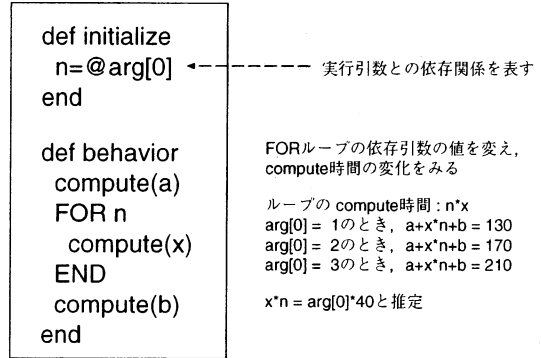 def initialize
n=@arg[0]
実行引数との依存関係を表す
end
def behavior
compute(a)
FOR n
compute(x)
END
compute(b)
end
FORループの依存引数の値を変え，
compute時間の変化をみる
ループの compute時間 : n*x
arg[0] = 1のとき，a+x*n+b = 130
arg[0] = 2のとき，a+x*n+b = 170
arg[0] = 3のとき，a+x*n+b = 210
x*n = arg[0]*40と推定